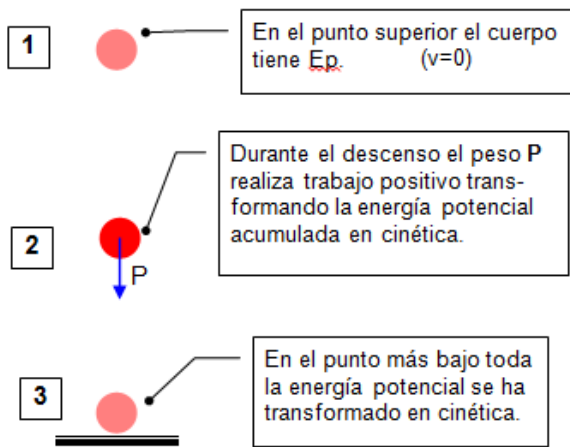 1
En el punto superior el cuerpo
tiene Ep. (v=0)
Durante el descenso el peso P
realiza trabajo positivo trans-
formando la energía potencial
acumulada en cinética.
2
P
3
En el punto más bajo toda
la energía potencial se ha
transformado en cinética.